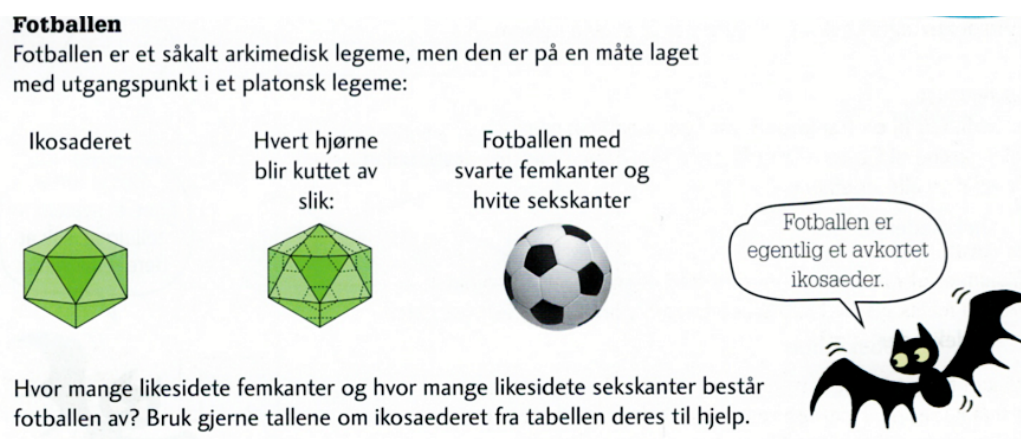 Fotballen
Fotballen er et såkalt arkimedisk legeme, men den er på en måte laget
med utgangspunkt i et platonsk legeme:
Ikosaderet
Hvert hjørne
blir kuttet av
slik:
Fotballen med
svarte femkanter og
hvite sekskanter
Fotballen er
egentlig et avkortet
ikosaeder.
Hvor mange likesidete femkanter og hvor mange likesidete sekskanter består
fotballen av? Bruk gjerne tallene om ikosaederet fra tabellen deres til hjelp.